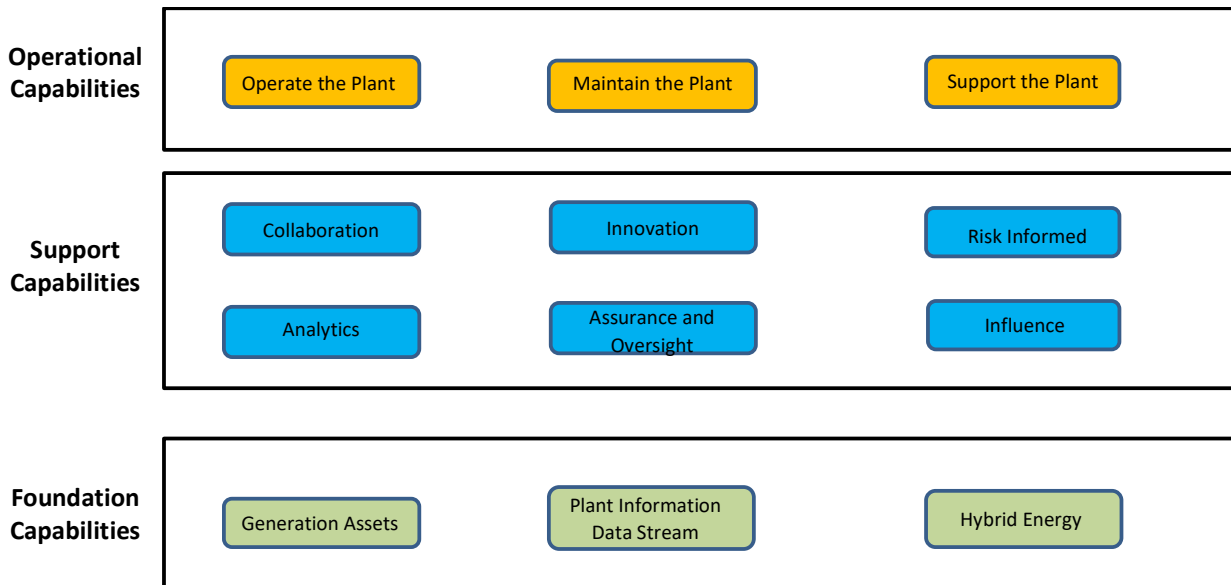 Operational
Capabilities
Operate the Plant
Maintain the Plant
Support the Plant
Support
Capabilities
Collaboration
Innovation
Risk Informed
Analytics
Assurance and
Oversight
Influence
Foundation
Capabilities
Generation Assets
Plant Information
Data Stream
Hybrid Energy